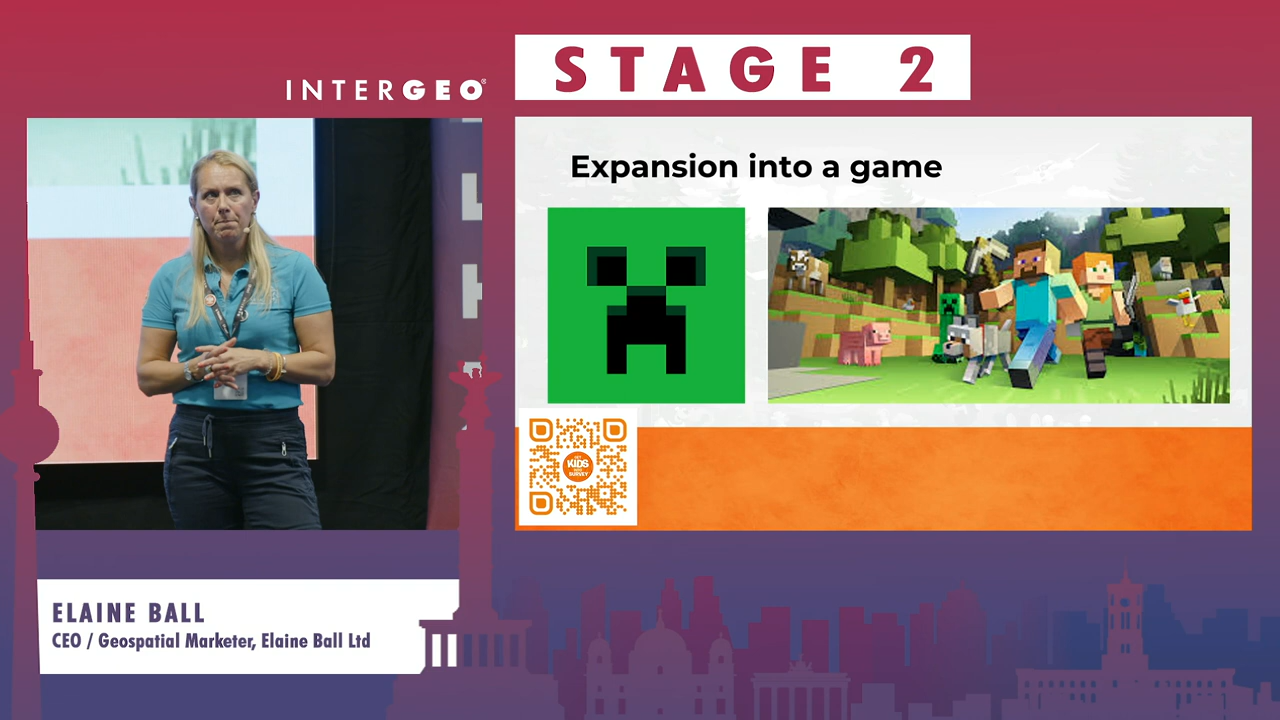 INTERGEO®
STAGE 2
Expansion into a game
KIDS
SURVEY
ELAINE BALL
CEO / Geospatial Marketer, Elaine Ball Ltd